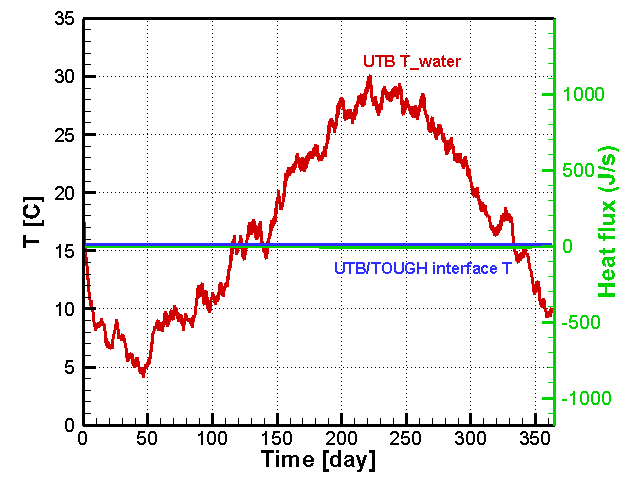 35
30
25
20
15
10
5
0
T [C]
UTB T_water
UTB/TOUGH interface T
1000
500
0
-500
-1000
Heat flux (J/s)
0 50 100 150 200 250 300 350
Time [day]